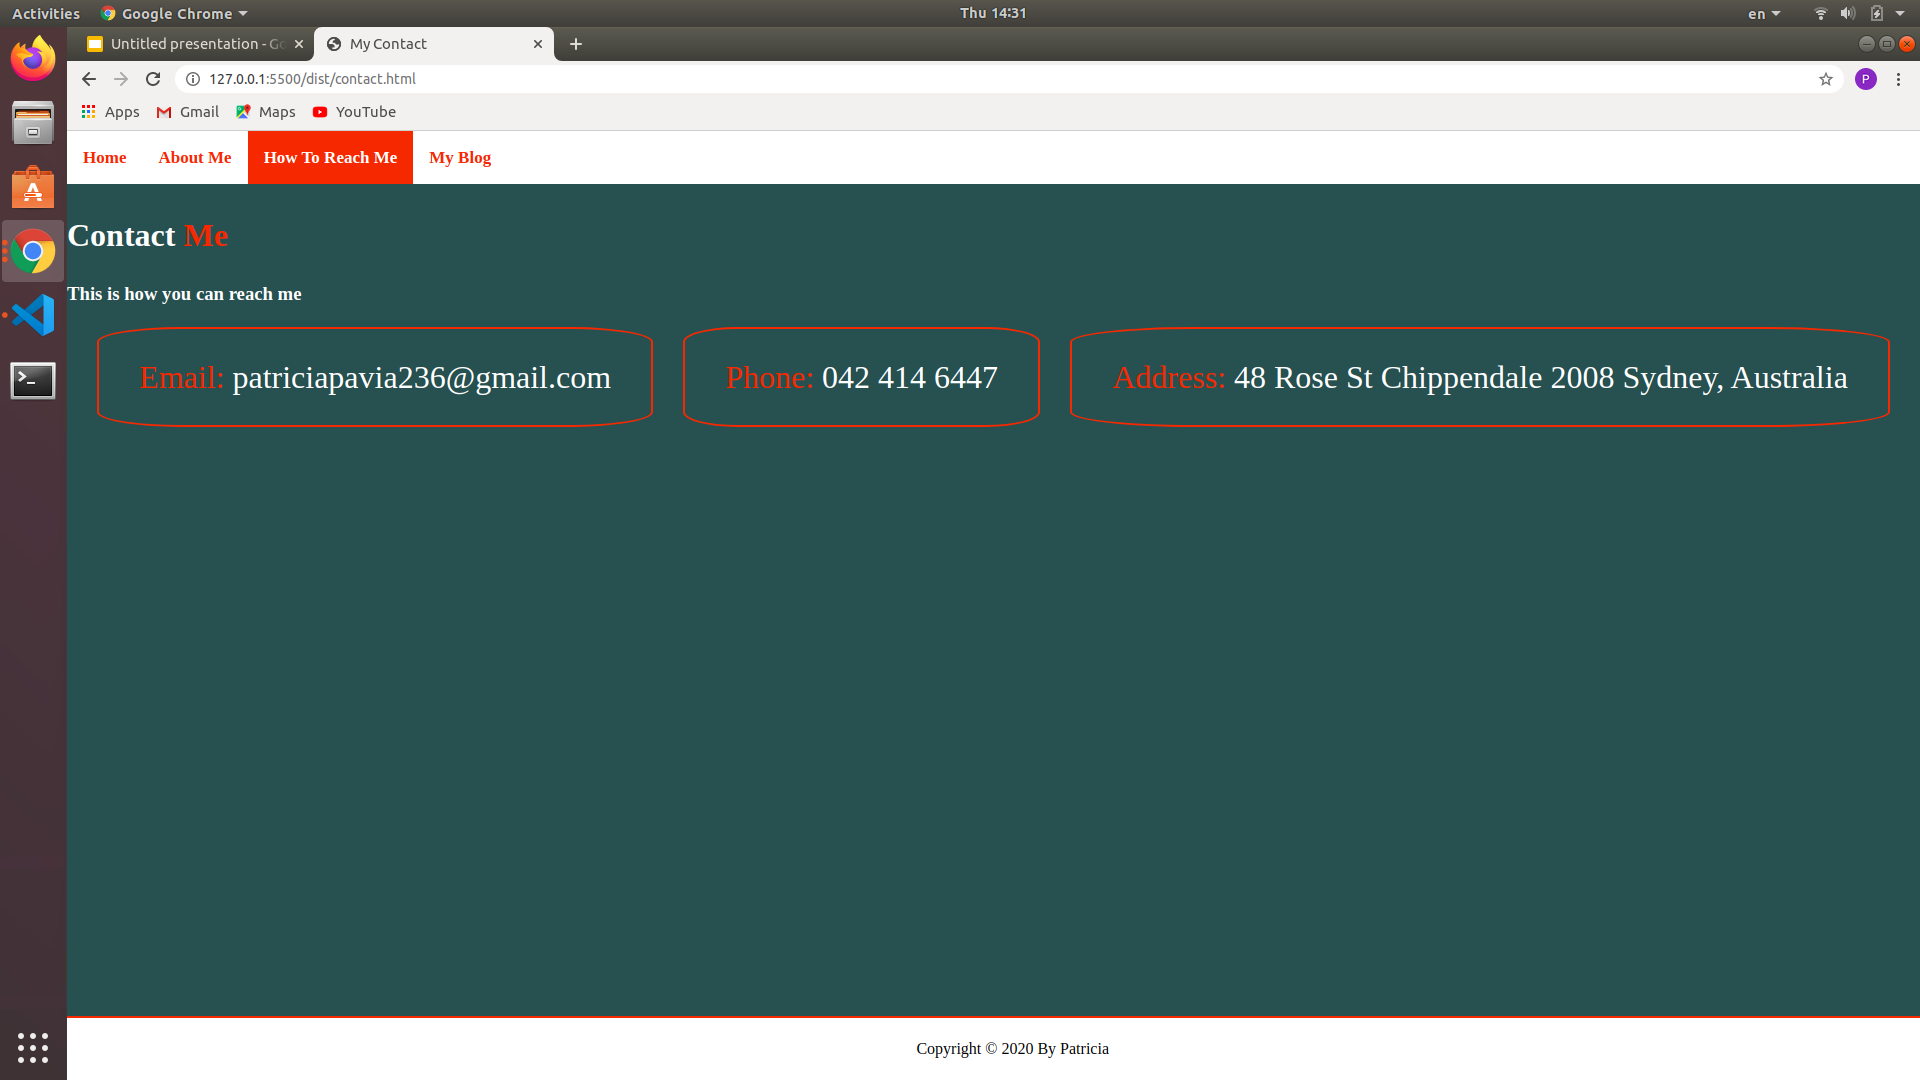 Activities Google Chrome Thu 14:31 en
Untitled presentation - Go My Contact
127.0.0.1:5500/dist/contact.html P
Apps Gmail Maps YouTube
Home About Me How To Reach Me My Blog
Contact Me
This is how you can reach me
Email: patriciapavia236@gmail.com Phone: 042 414 6447 Address: 48 Rose St Chippendale 2008 Sydney, Australia
Copyright © 2020 By Patricia